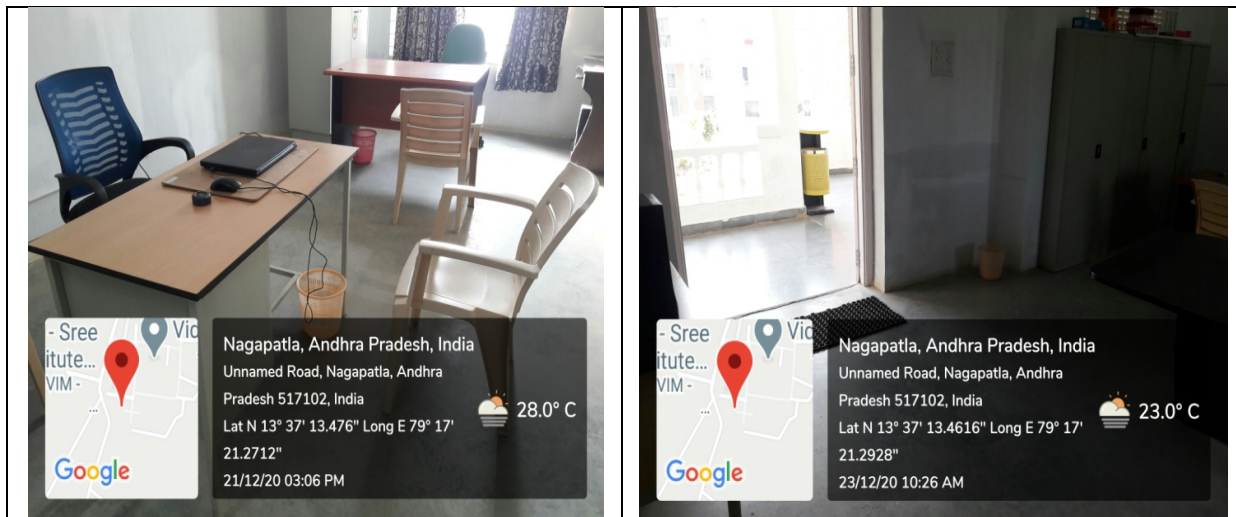 - Sree
itute...
VIM -
...
Vid
Google
Nagapatla, Andhra Pradesh, India
Unnamed Road, Nagapatla, Andhra
Pradesh 517102, India
Lat N 13° 37' 13.476" Long E 79° 17'
21.2712"
21/12/20 03:06 PM
28.0° C
- Sree
itute...
VIM -
...
Vid
Google
Nagapatla, Andhra Pradesh, India
Unnamed Road, Nagapatla, Andhra
Pradesh 517102, India
Lat N 13° 37' 13.4616" Long E 79° 17'
21.2928"
23/12/20 10:26 AM
23.0° C